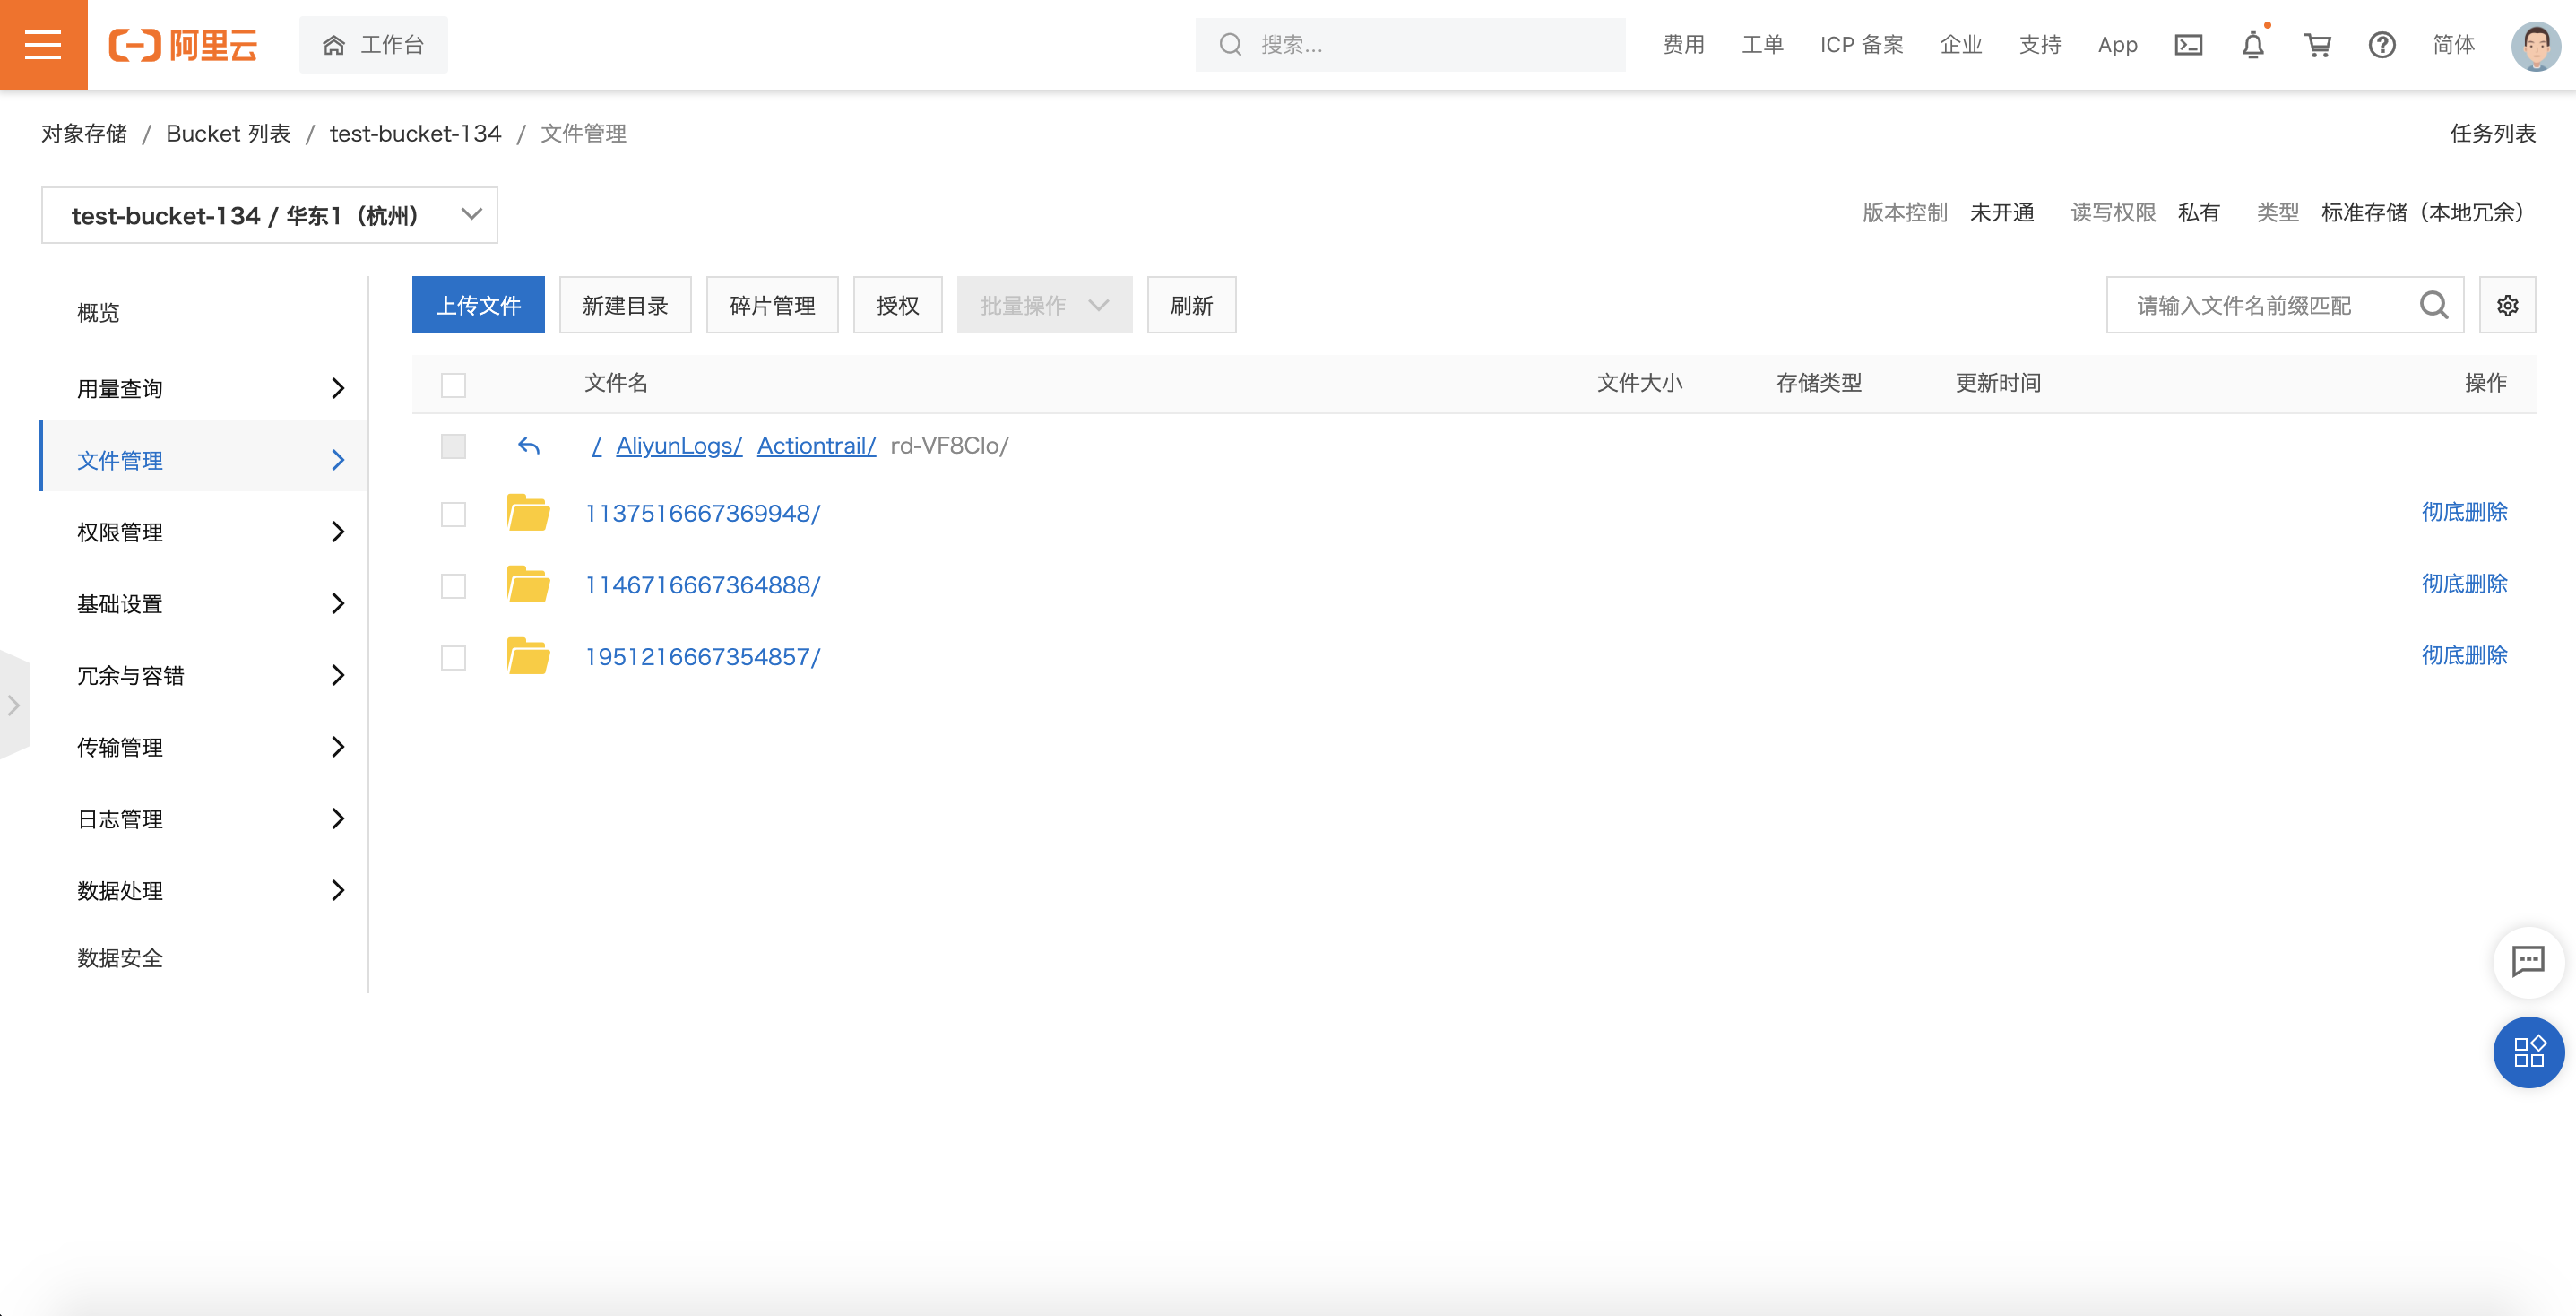 阿里云 工作台 搜索... 费用 工单 ICP 备案 企业 支持 App 简体
对象存储 / Bucket 列表 / test-bucket-134 / 文件管理 任务列表
test-bucket-134 / 华东1（杭州） 版本控制 未开通 读写权限 私有 类型 标准存储（本地冗余）
上传文件 新建目录 碎片管理 授权 批量操作 刷新 请输入文件名前缀匹配
文件名 文件大小 存储类型 更新时间 操作
/ AliyunLogs/ Actiontrail/ rd-VF8Clo/
1137516667369948/ 彻底删除
1146716667364888/ 彻底删除
1951216667354857/ 彻底删除
概览
用量查询
文件管理
权限管理
基础设置
冗余与容错
传输管理
日志管理
数据处理
数据安全